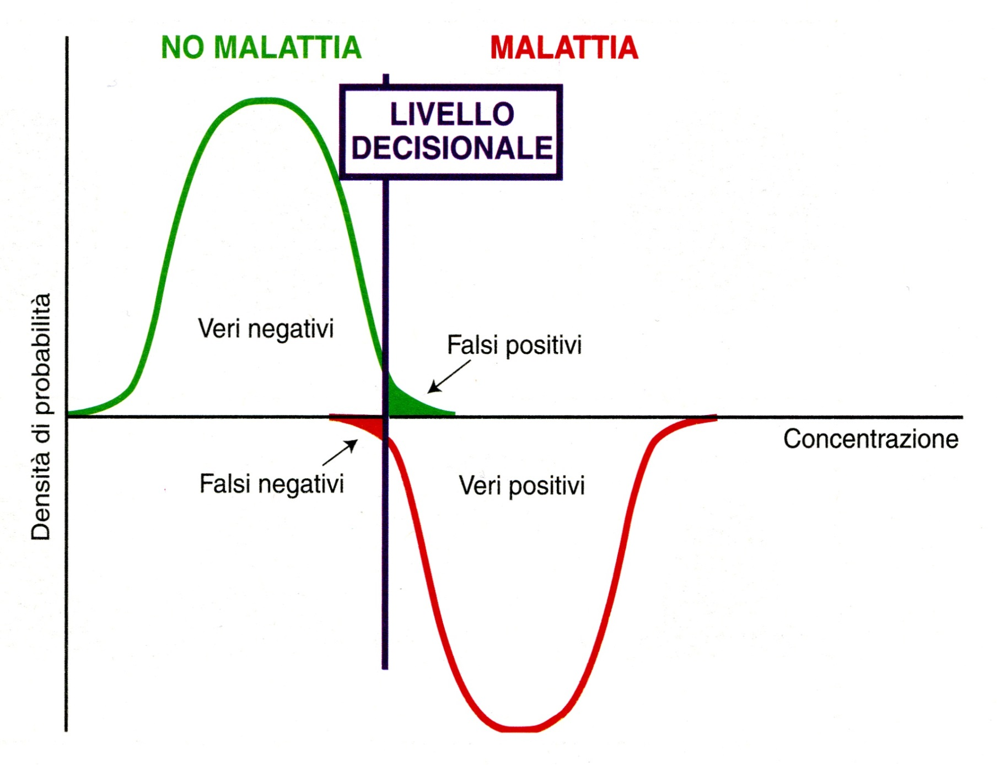 NO MALATTIA
MALATTIA
LIVELLO
DECISIONALE
Veri negativi
Falsi positivi
Densità di probabilità
Concentrazione
Falsi negativi
Veri positivi